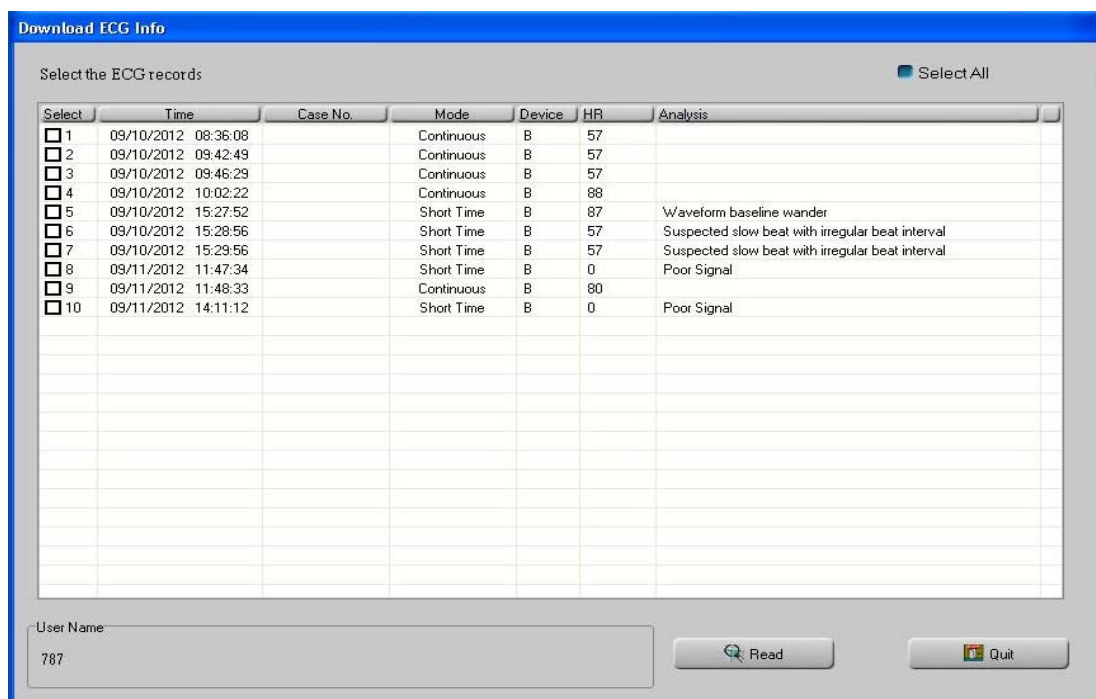 Download ECG Info
Select the ECG records
Select All
Select Time Case No. Mode Device HR Analysis
1 09/10/2012 08:36:08 Continuous B 57
2 09/10/2012 09:42:49 Continuous B 57
3 09/10/2012 09:46:29 Continuous B 57
4 09/10/2012 10:02:22 Continuous B 88
5 09/10/2012 15:27:52 Short Time B 87 Waveform baseline wander
6 09/10/2012 15:28:56 Short Time B 57 Suspected slow beat with irregular beat interval
7 09/10/2012 15:29:56 Short Time B 57 Suspected slow beat with irregular beat interval
8 09/11/2012 11:47:34 Short Time B 0 Poor Signal
9 09/11/2012 11:48:33 Continuous B 80
10 09/11/2012 14:11:12 Short Time B 0 Poor Signal
User Name
787
Read
Quit